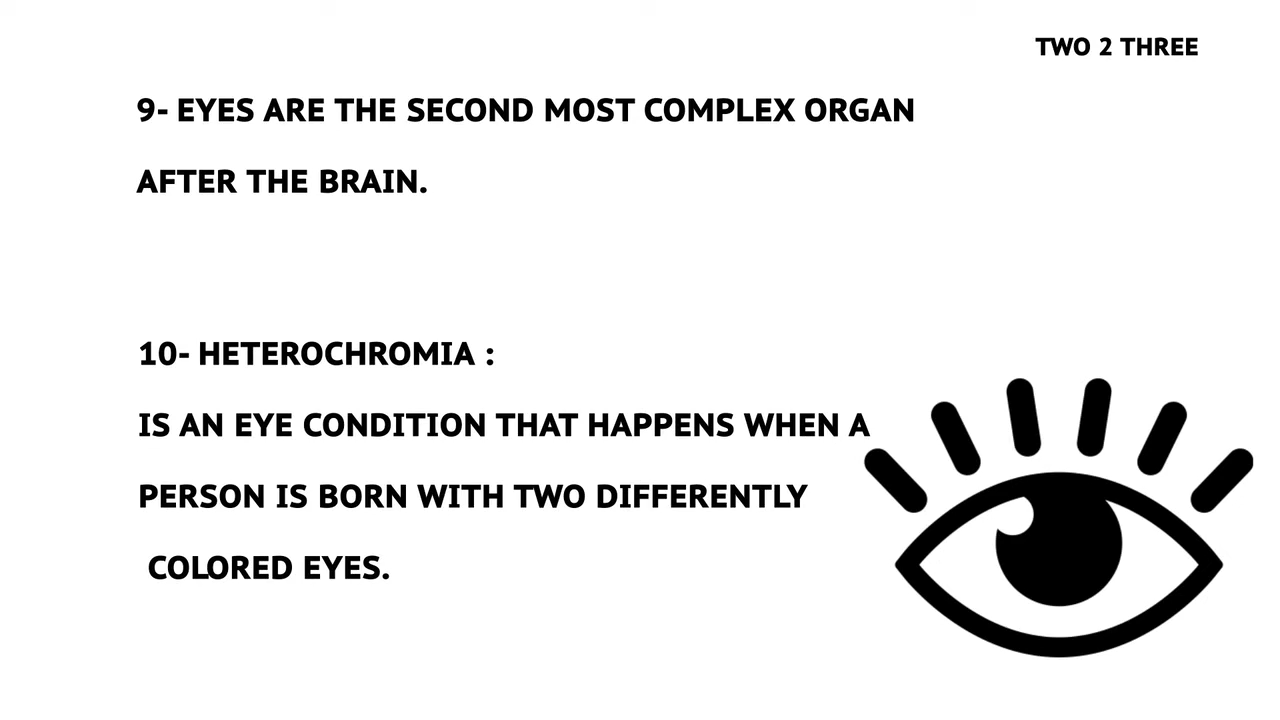 TWO 2 THREE
9- EYES ARE THE SECOND MOST COMPLEX ORGAN
AFTER THE BRAIN.
10- HETEROCHROMIA :
IS AN EYE CONDITION THAT HAPPENS WHEN A
PERSON IS BORN WITH TWO DIFFERENTLY
COLORED EYES.